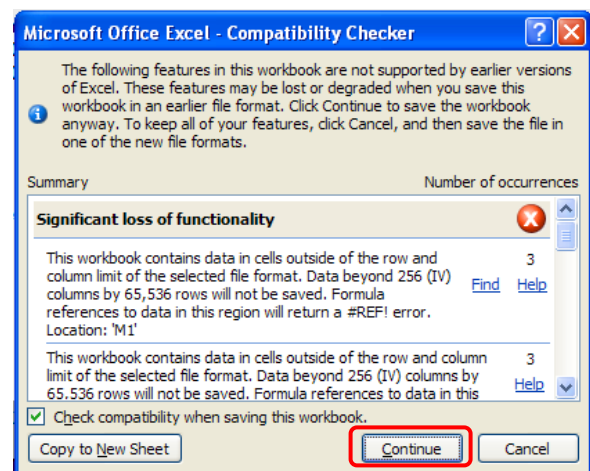 Microsoft Office Excel - Compatibility Checker
The following features in this workbook are not supported by earlier versions
of Excel. These features may be lost or degraded when you save this
workbook in an earlier file format. Click Continue to save the workbook
anyway. To keep all of your features, click Cancel, and then save the file in
one of the new file formats.
Summary Number of occurrences
Significant loss of functionality
This workbook contains data in cells outside of the row and 3
column limit of the selected file format. Data beyond 256 (IV)
columns by 65,536 rows will not be saved. Formula Find Help
references to data in this region will return a #REF! error.
Location: 'M1'
This workbook contains data in cells outside of the row and column 3
limit of the selected file format. Data beyond 256 (IV) columns by
65,536 rows will not be saved. Formula references to data in this Help
Check compatibility when saving this workbook.
Copy to New Sheet Continue Cancel